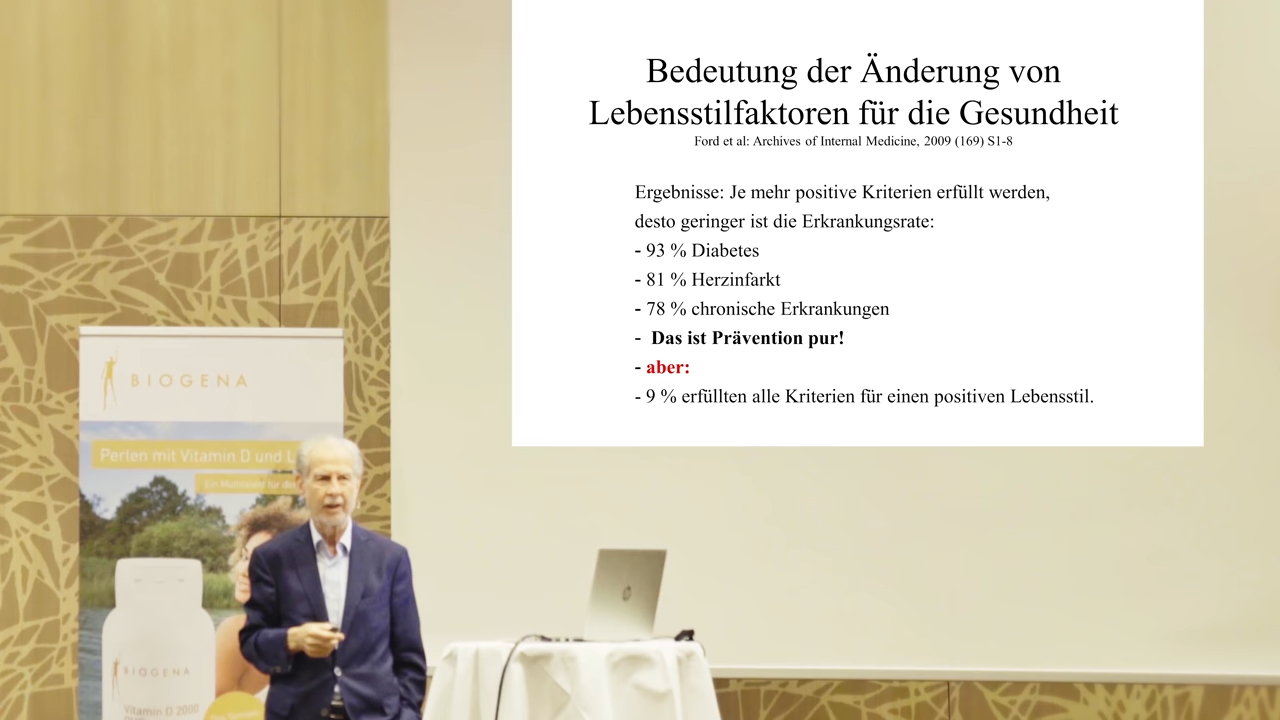 Bedeutung der Änderung von
Lebensstilfaktoren für die Gesundheit
Ford et al: Archives of Internal Medicine, 2009 (169) S1-8
Ergebnisse: Je mehr positive Kriterien erfüllt werden,
desto geringer ist die Erkrankungsrate:
- 93 % Diabetes
- 81 % Herzinfarkt
- 78 % chronische Erkrankungen
- Das ist Prävention pur!
- aber:
- 9 % erfüllten alle Kriterien für einen positiven Lebensstil.
BIOGENA
Perlen mit Vitamin D und L
Ein für
BIOGENA
Vitamin D 2000